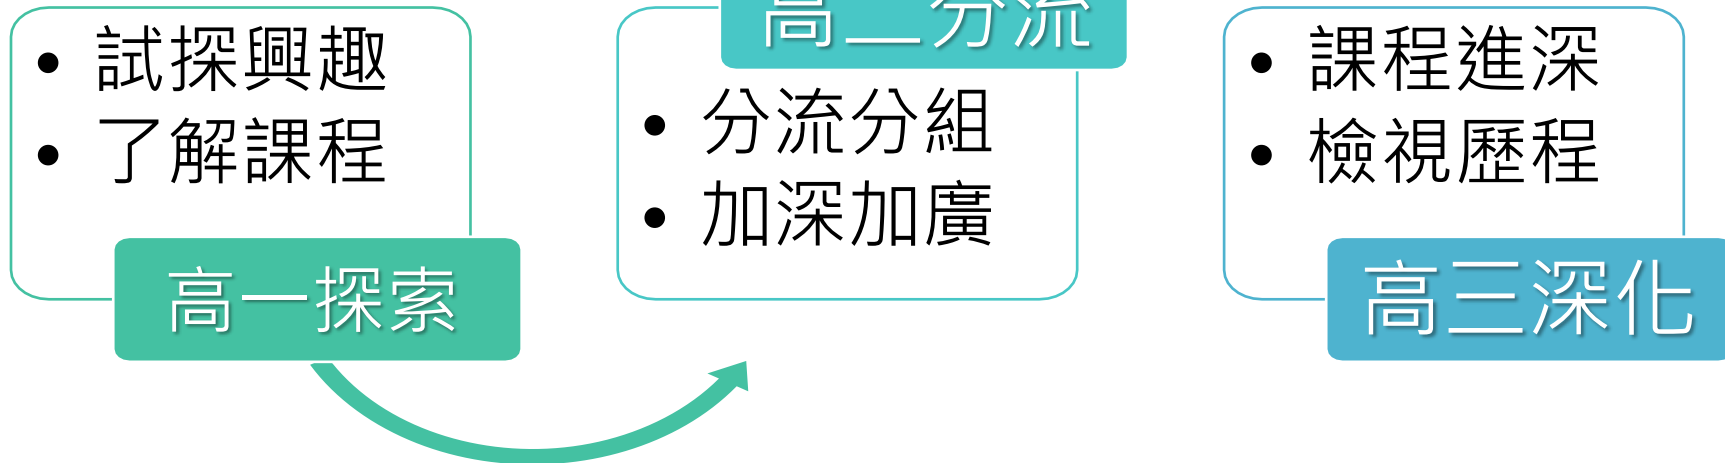 試探興趣
了解課程
高一探索
高二分流
分流分組
加深加廣
課程進深
檢視歷程
高三深化